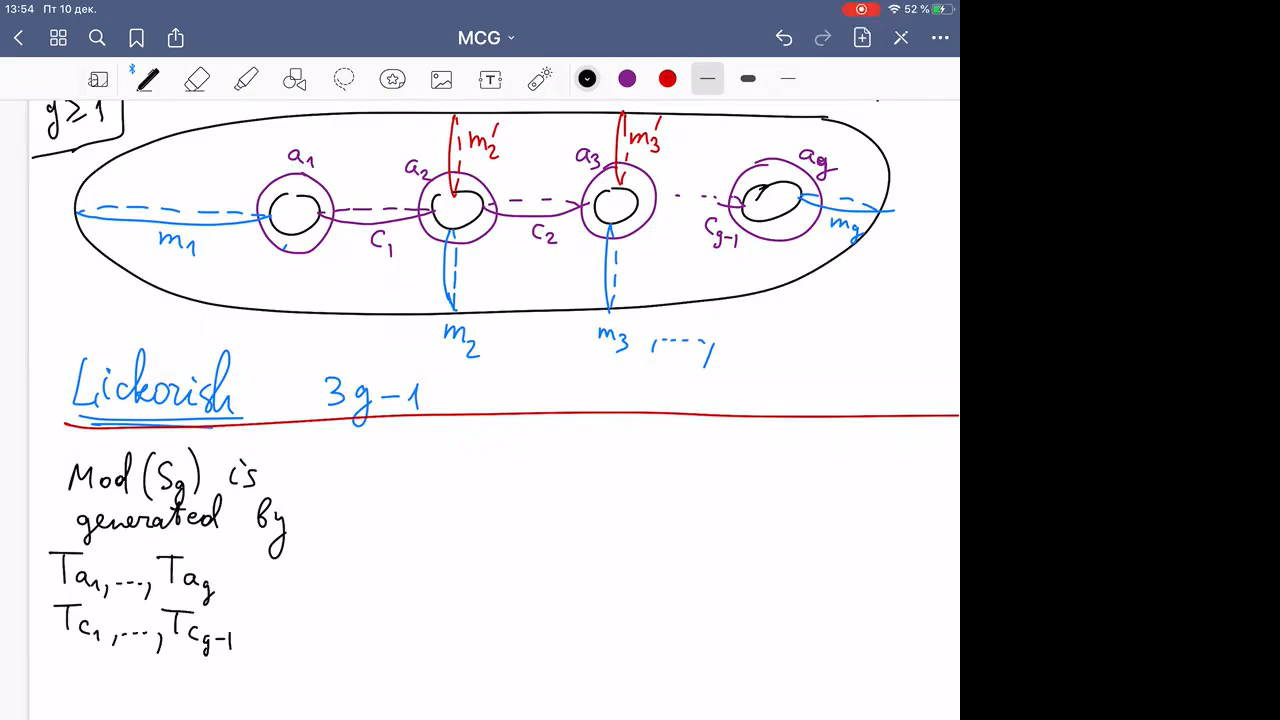 13:54 Пт 10 дек. 52 %
MCG
g ≥ 1
a1 a2 m2' a3 m3' ag
m1 c1 c2 cg-1 mg
m2 m3 ,....,
Lickorish 3g-1
Mod(Sg) is
generated by
Ta1,...,Tag
Tc1,...,Tcg-1